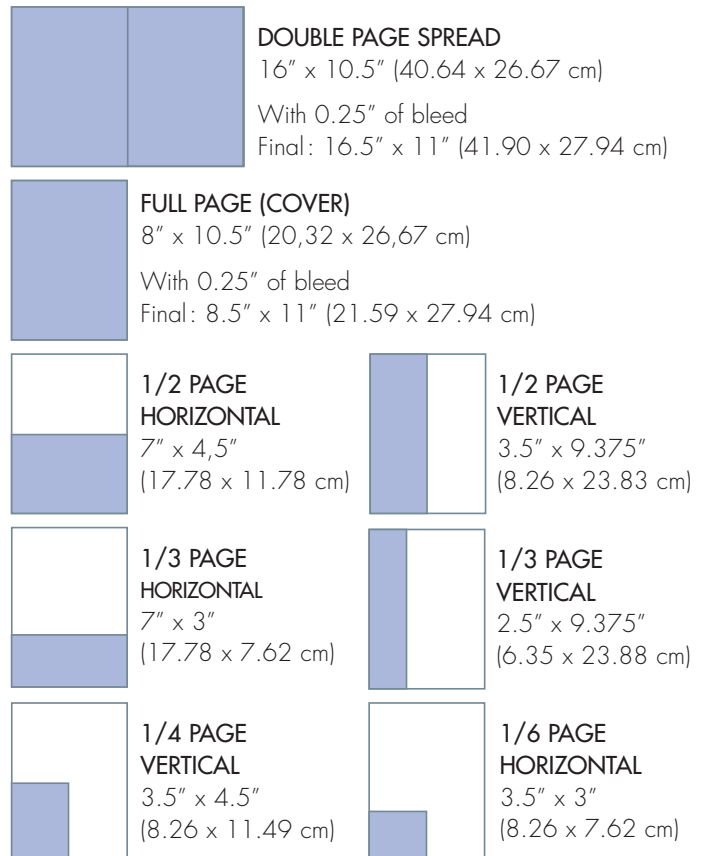 DOUBLE PAGE SPREAD
16” x 10.5” (40.64 x 26.67 cm)
With 0.25” of bleed
Final: 16.5” x 11” (41.90 x 27.94 cm)
FULL PAGE (COVER)
8” x 10.5” (20,32 x 26,67 cm)
With 0.25” of bleed
Final: 8.5” x 11” (21.59 x 27.94 cm)
1/2 PAGE
HORIZONTAL
7” x 4,5”
(17.78 x 11.78 cm)
1/2 PAGE
VERTICAL
3.5” x 9.375”
(8.26 x 23.83 cm)
1/3 PAGE
HORIZONTAL
7” x 3”
(17.78 x 7.62 cm)
1/3 PAGE
VERTICAL
2.5” x 9.375”
(6.35 x 23.88 cm)
1/4 PAGE
VERTICAL
3.5” x 4.5”
(8.26 x 11.49 cm)
1/6 PAGE
HORIZONTAL
3.5” x 3”
(8.26 x 7.62 cm)